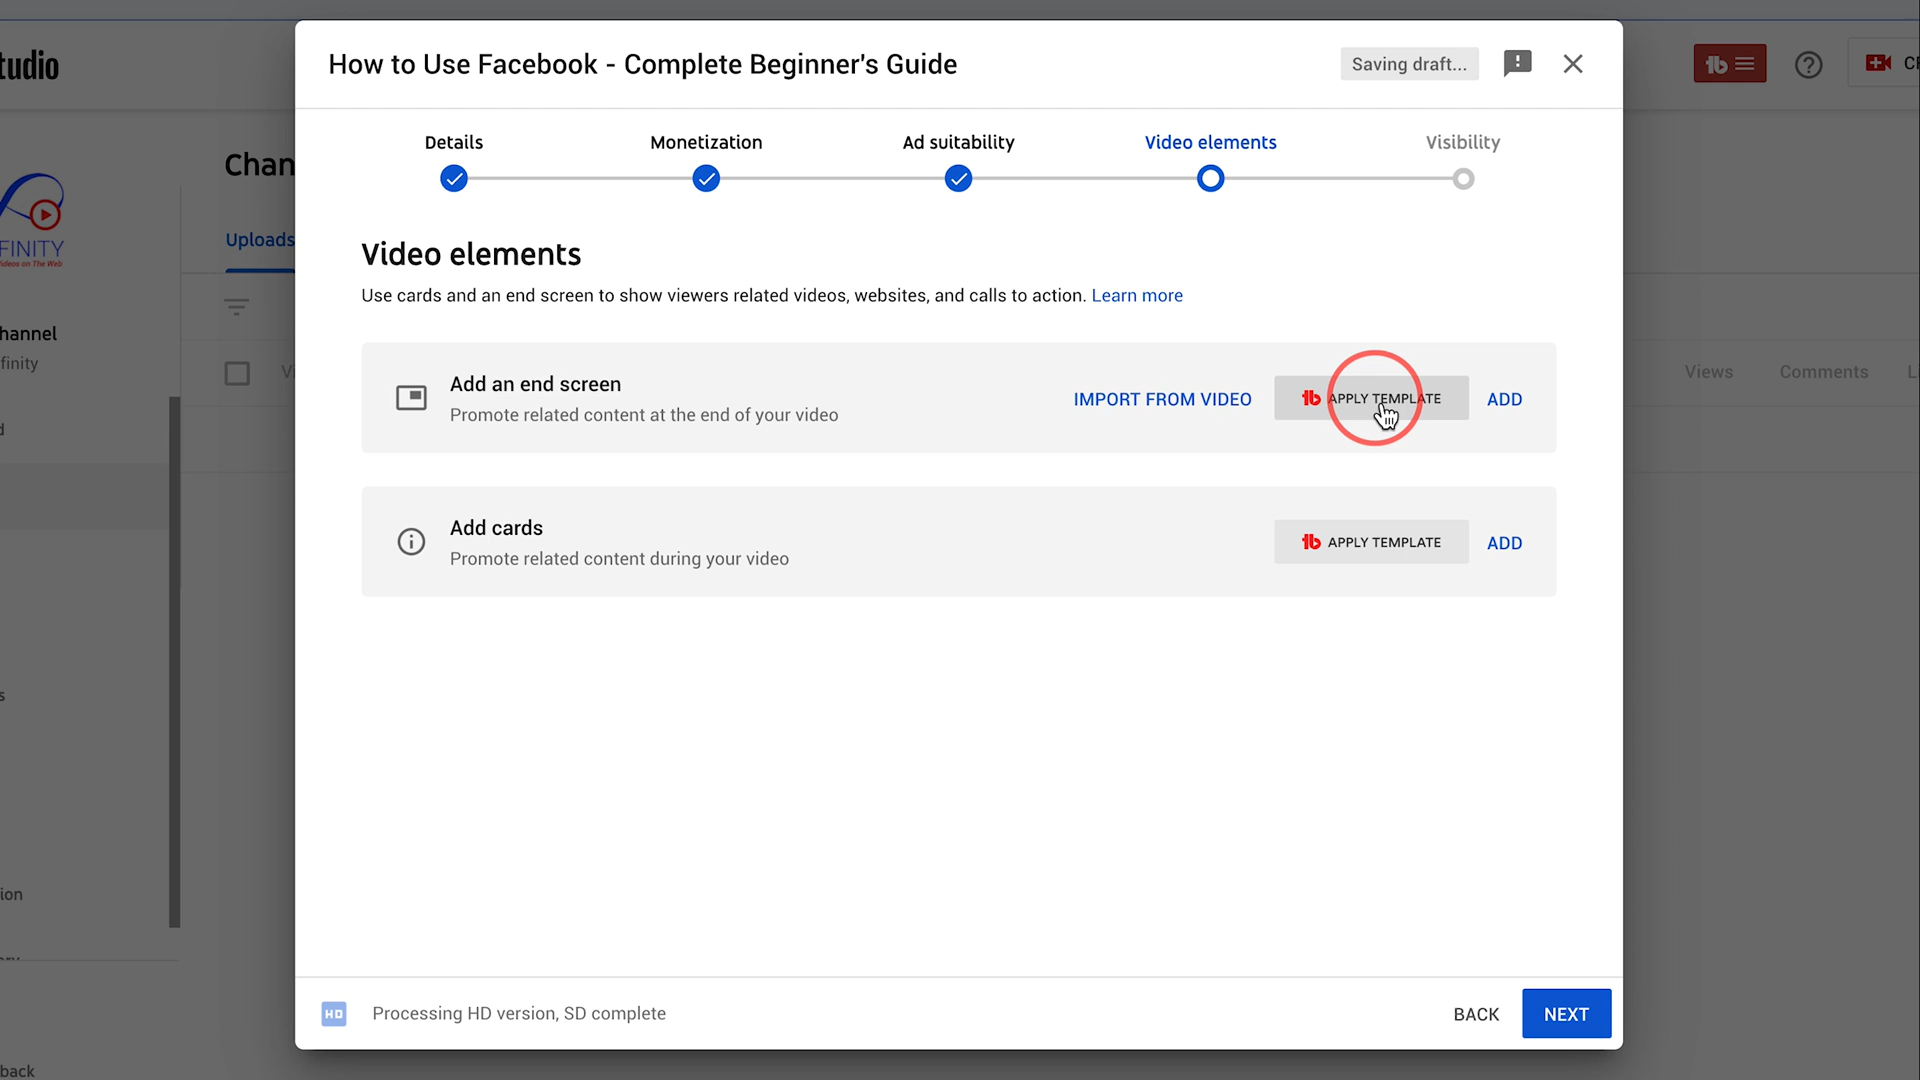 tudio
How to Use Facebook - Complete Beginner's Guide
Saving draft...
Details
Monetization
Ad suitability
Video elements
Visibility
Chan
FINITY
Videos on The Web
Uploads
Video elements
Use cards and an end screen to show viewers related videos, websites, and calls to action. Learn more
hannel
finity
Add an end screen
Promote related content at the end of your video
IMPORT FROM VIDEO
APPLY TEMPLATE
ADD
Views
Comments
Add cards
Promote related content during your video
APPLY TEMPLATE
ADD
ion
HD
Processing HD version, SD complete
BACK
NEXT
back